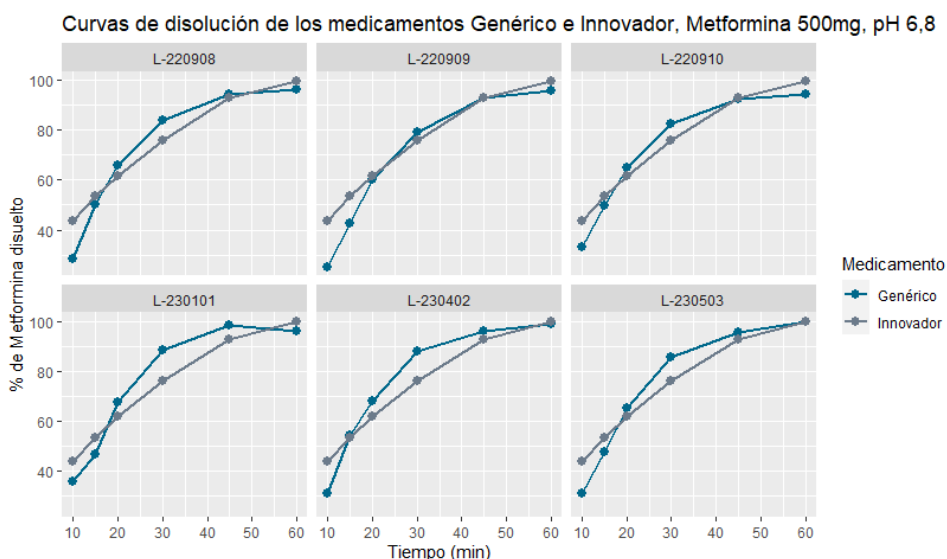 Curvas de disolución de los medicamentos Genérico e Innovador, Metformina 500mg, pH 6,8
L-220908
L-220909
L-220910
100
80
60
40
L-230101
L-230402
L-230503
100
80
60
40
10 20 30 40 50 60
10 20 30 40 50 60
10 20 30 40 50 60
Tiempo (min)
% de Metformina disuelto
Medicamento
Genérico
Innovador